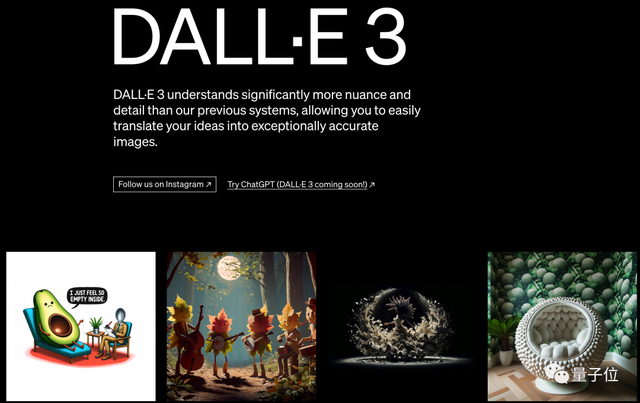 DALL·E 3
DALL·E 3 understands significantly more nuance and
detail than our previous systems, allowing you to easily
translate your ideas into exceptionally accurate
images.
Follow us on Instagram ↗
Try ChatGPT (DALL·E 3 coming soon!) ↗
I JUST FEEL SO
EMPTY INSIDE.
量子位